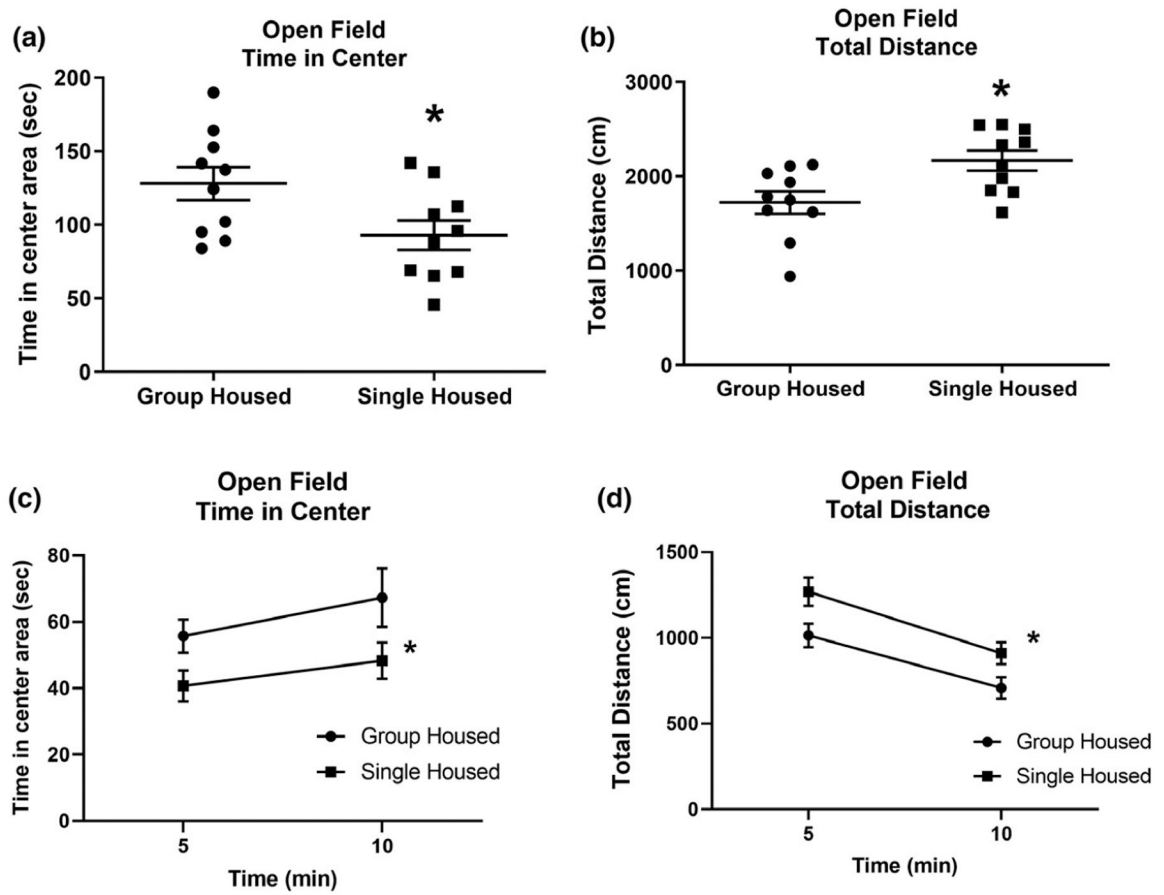 (a)
Open Field
Time in Center
Time in center area (sec)
200
150
100
50
0
*
Group Housed
Single Housed
(b)
Open Field
Total Distance
Total Distance (cm)
3000
2000
1000
0
*
Group Housed
Single Housed
(c)
Open Field
Time in Center
Time in center area (sec)
80
60
40
20
0
*
Group Housed
Single Housed
5
10
Time (min)
(d)
Open Field
Total Distance
Total Distance (cm)
1500
1000
500
0
*
Group Housed
Single Housed
5
10
Time (min)